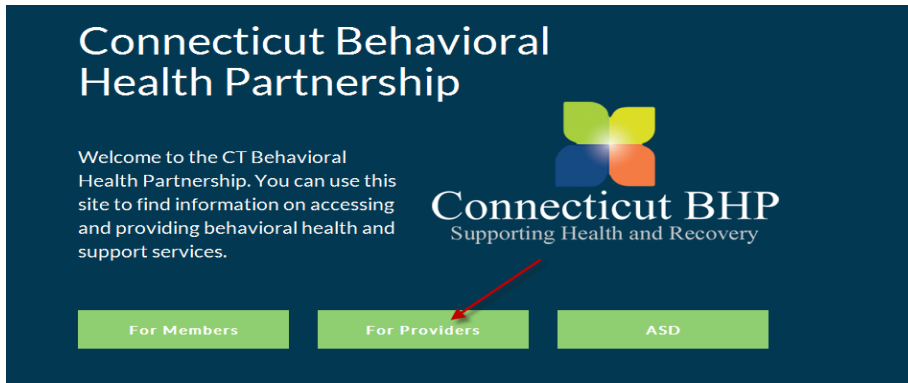 Connecticut Behavioral
Health Partnership
Welcome to the CT Behavioral
Health Partnership. You can use this
site to find information on accessing
and providing behavioral health and
support services.
Connecticut BHP
Supporting Health and Recovery
For Members
For Providers
ASD